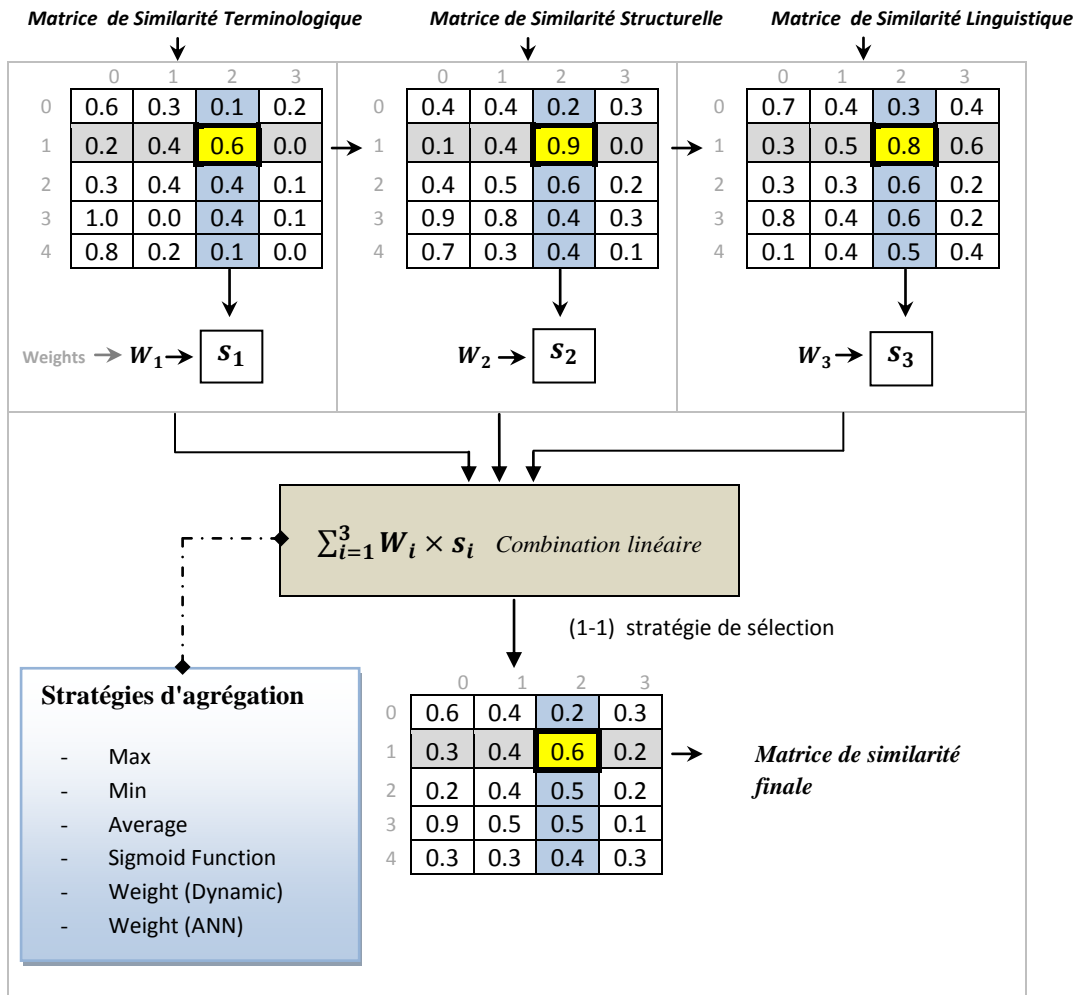 Matrice de Similarité Terminologique Matrice de Similarité Structurelle Matrice de Similarité Linguistique
0 1 2 3 0 1 2 3 0 1 2 3
0 0.6 0.3 0.1 0.2 0 0.4 0.4 0.2 0.3 0 0.7 0.4 0.3 0.4
1 0.2 0.4 0.6 0.0 1 0.1 0.4 0.9 0.0 1 0.3 0.5 0.8 0.6
2 0.3 0.4 0.4 0.1 2 0.4 0.5 0.6 0.2 2 0.3 0.3 0.6 0.2
3 1.0 0.0 0.4 0.1 3 0.9 0.8 0.4 0.3 3 0.8 0.4 0.6 0.2
4 0.8 0.2 0.1 0.0 4 0.7 0.3 0.4 0.1 4 0.1 0.4 0.5 0.4
Weights W₁ s₁ W₂ s₂ W₃ s₃
∑³ᵢ₌₁ Wᵢ × sᵢ Combination linéaire
(1-1) stratégie de sélection
Stratégies d'agrégation
- Max
- Min
- Average
- Sigmoid Function
- Weight (Dynamic)
- Weight (ANN)
0 1 2 3
0 0.6 0.4 0.2 0.3
1 0.3 0.4 0.6 0.2
2 0.2 0.4 0.5 0.2
3 0.9 0.5 0.5 0.1
4 0.3 0.3 0.4 0.3
Matrice de similarité
finale